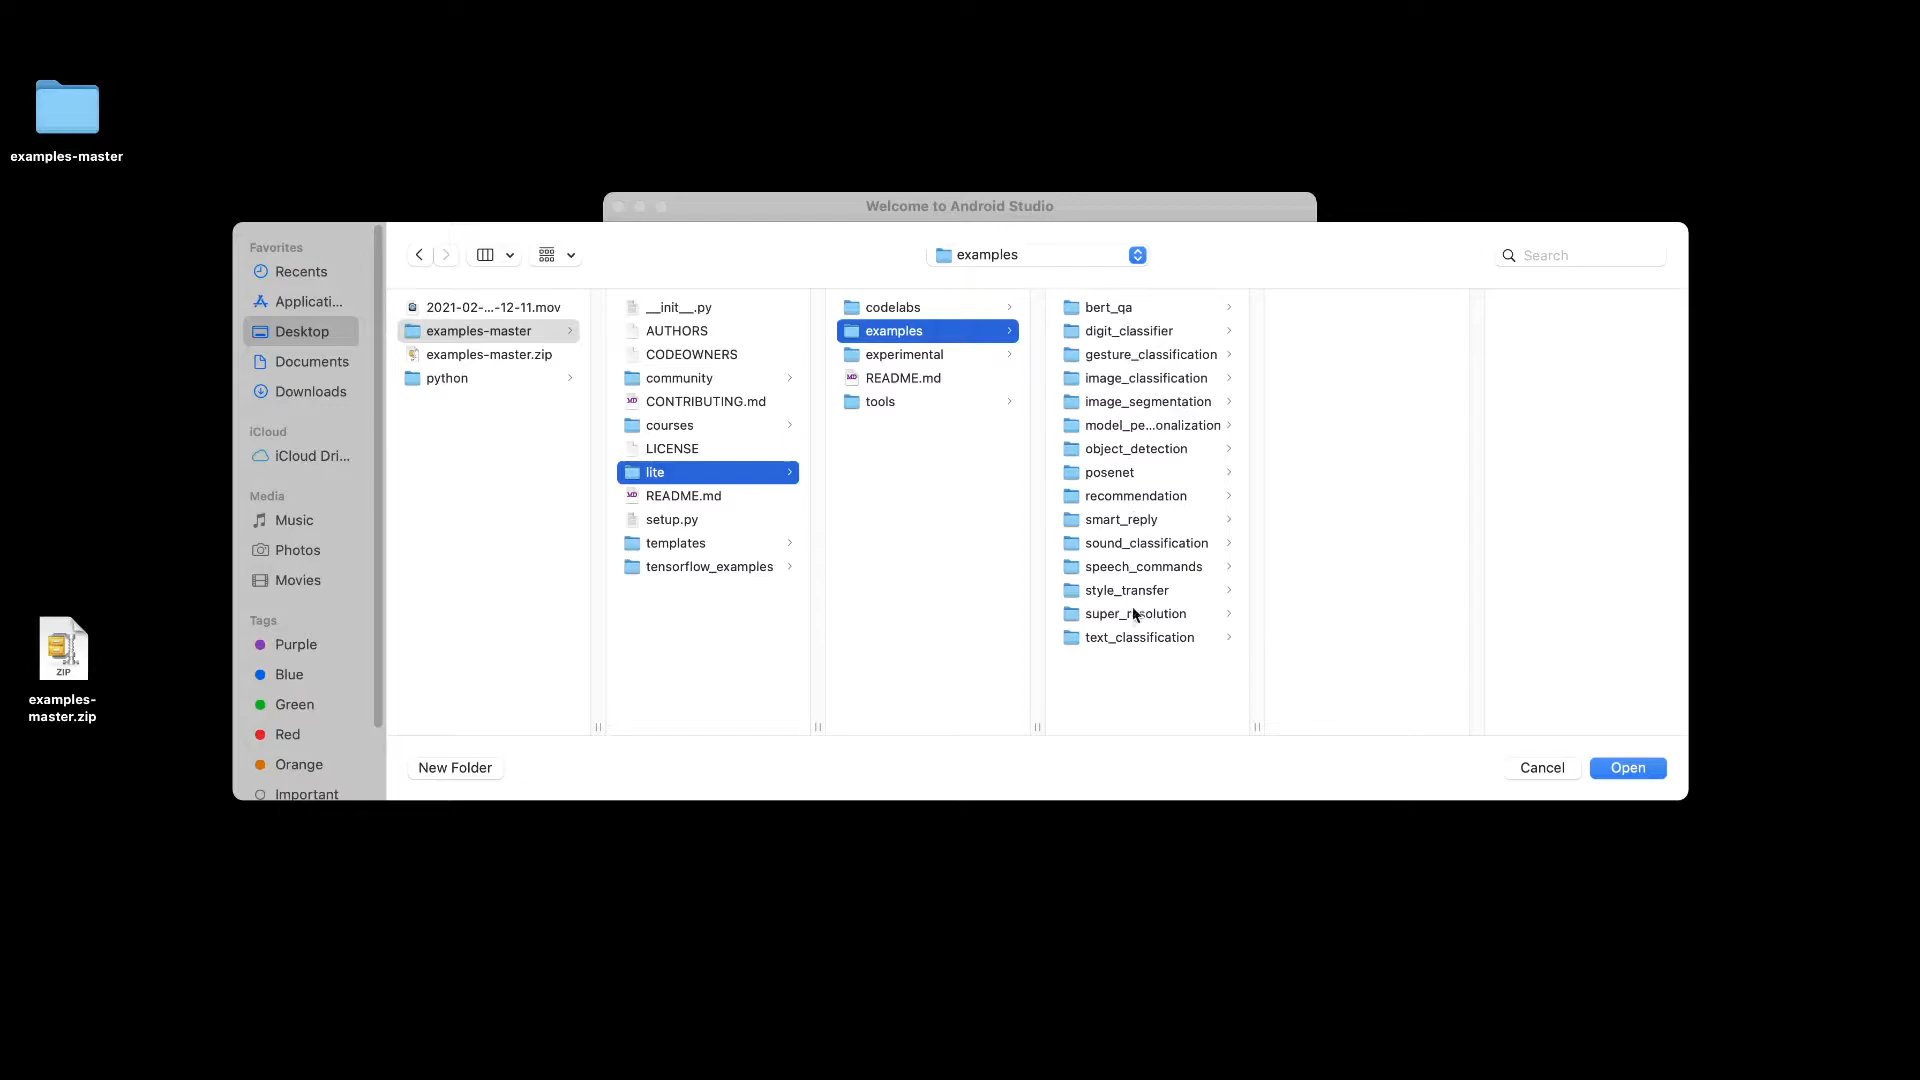 examples-master
ZIP
examples-
master.zip
Welcome to Android Studio
Favorites
Recents
Applicati...
Desktop
Documents
Downloads
iCloud
iCloud Dri...
Media
Music
Photos
Movies
Tags
Purple
Blue
Green
Red
Orange
Important
examples
Search
2021-02-...-12-11.mov
examples-master
examples-master.zip
python
__init__.py
AUTHORS
CODEOWNERS
community
CONTRIBUTING.md
courses
LICENSE
lite
README.md
setup.py
templates
tensorflow_examples
codelabs
examples
experimental
README.md
tools
bert_qa
digit_classifier
gesture_classification
image_classification
image_segmentation
model_pe...onalization
object_detection
posenet
recommendation
smart_reply
sound_classification
speech_commands
style_transfer
super_resolution
text_classification
New Folder
Cancel
Open